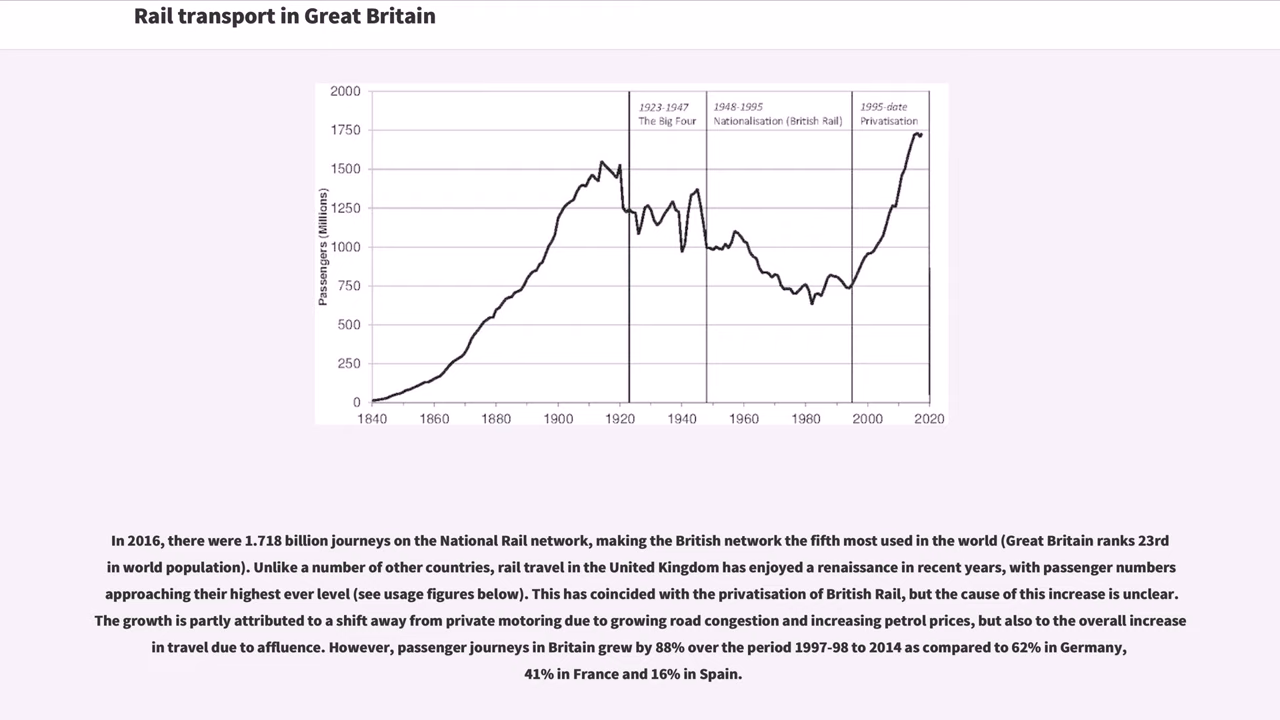 Rail transport in Great Britain
2000
1923-1947
The Big Four
1948-1995
Nationalisation (British Rail)
1995-date
Privatisation
1750
1500
1250
1000
750
500
250
0
Passengers (Millions)
1840 1860 1880 1900 1920 1940 1960 1980 2000 2020
In 2016, there were 1.718 billion journeys on the National Rail network, making the British network the fifth most used in the world (Great Britain ranks 23rd
in world population). Unlike a number of other countries, rail travel in the United Kingdom has enjoyed a renaissance in recent years, with passenger numbers
approaching their highest ever level (see usage figures below). This has coincided with the privatisation of British Rail, but the cause of this increase is unclear.
The growth is partly attributed to a shift away from private motoring due to growing road congestion and increasing petrol prices, but also to the overall increase
in travel due to affluence. However, passenger journeys in Britain grew by 88% over the period 1997-98 to 2014 as compared to 62% in Germany,
41% in France and 16% in Spain.